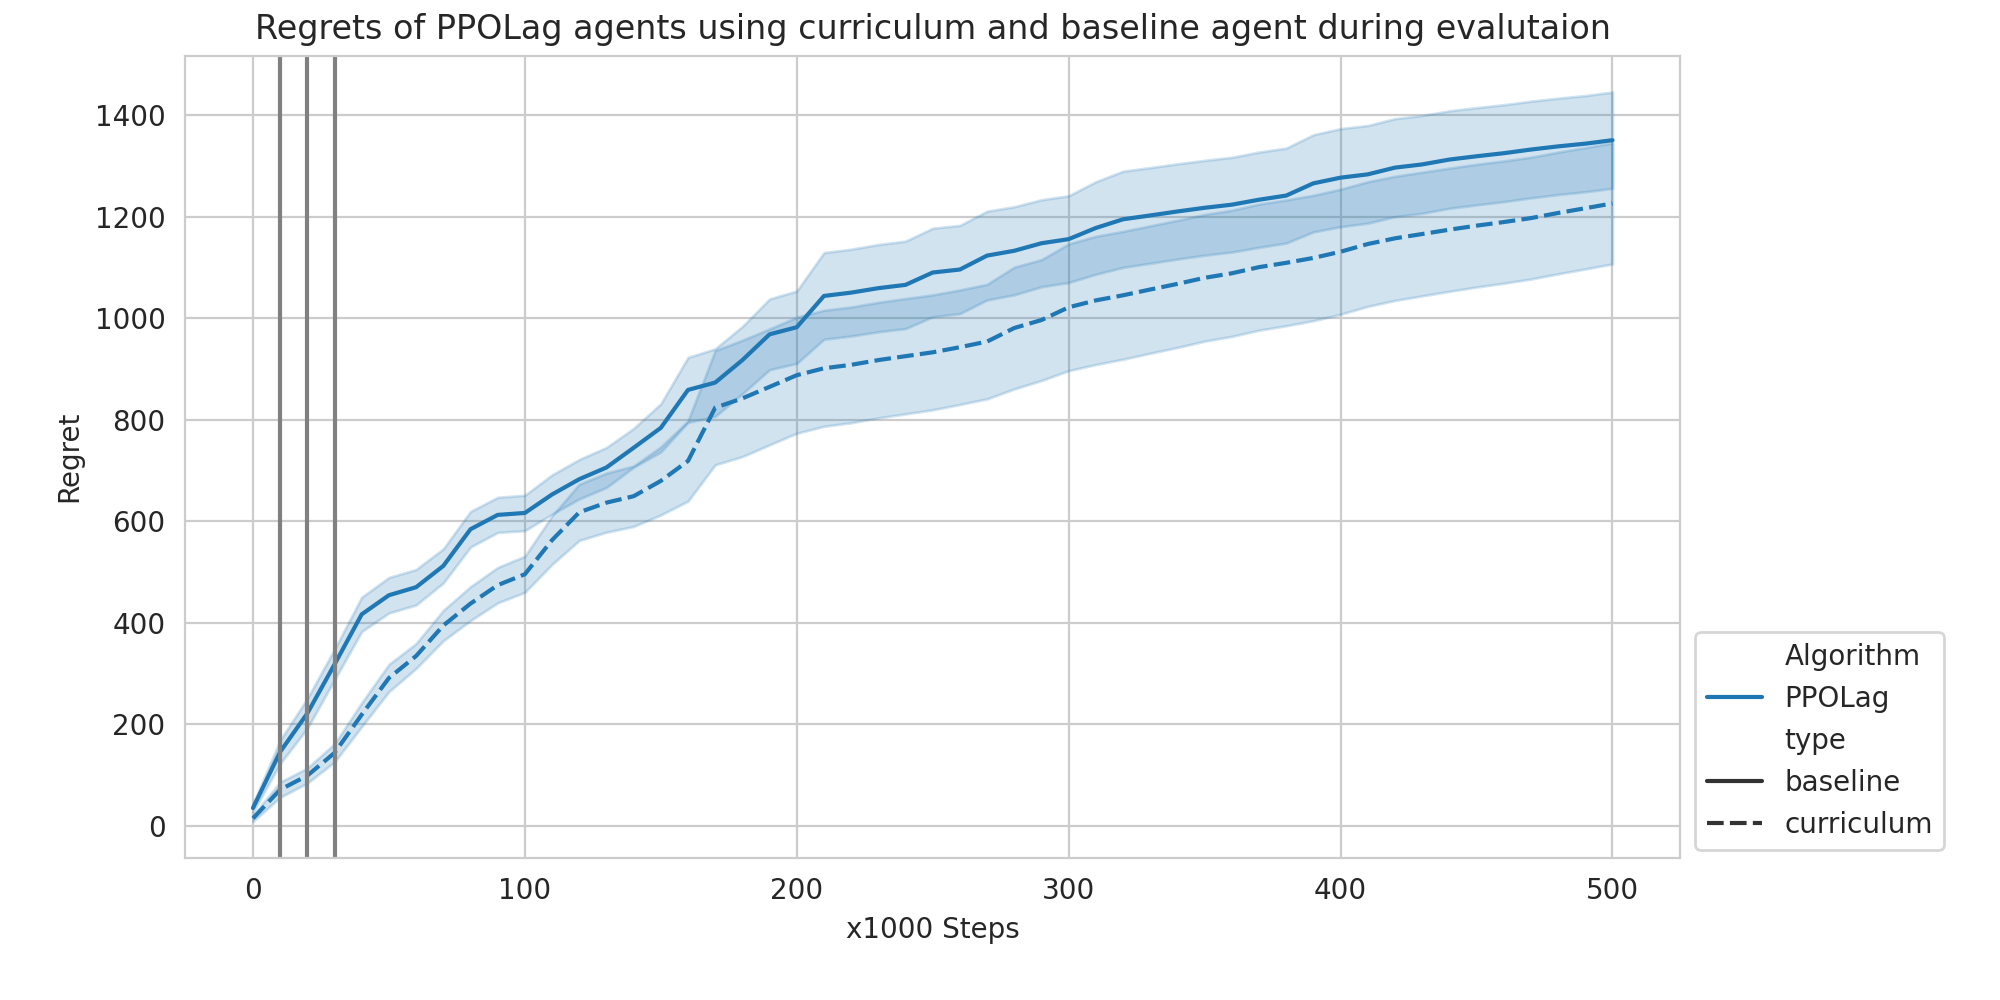 Regrets of PPOLag agents using curriculum and baseline agent during evalutaion
1400
1200
1000
800
600
400
200
0
Regret
0 100 200 300 400 500
x1000 Steps
Algorithm
PPOLag
type
baseline
curriculum